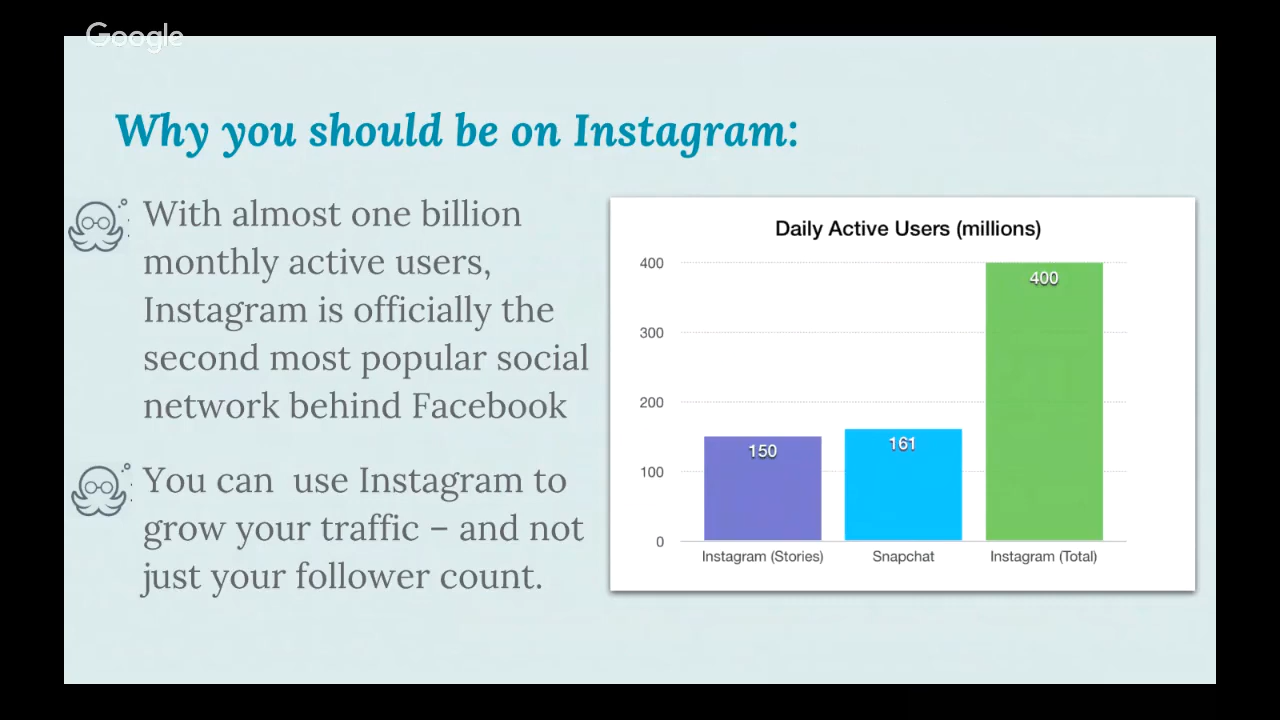 Google
Why you should be on Instagram:
With almost one billion
monthly active users,
Instagram is officially the
second most popular social
network behind Facebook
You can  use Instagram to
grow your traffic – and not
just your follower count.
Daily Active Users (millions)
400
300
200
100
0
150
161
400
Instagram (Stories)
Snapchat
Instagram (Total)